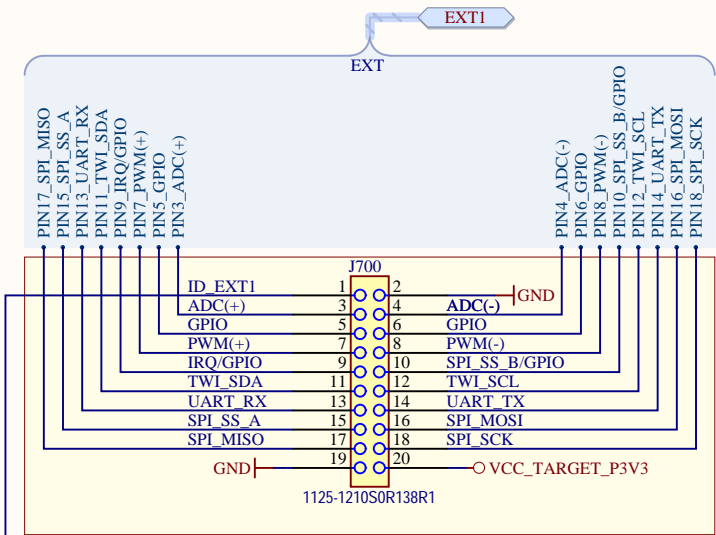 EXT1
EXT
PIN17_SPI_MISO
PIN15_SPI_SS_A
PIN13_UART_RX
PIN11_TWI_SDA
PIN9_IRQ/GPIO
PIN7_PWM(+)
PIN5_GPIO
PIN3_ADC(+)
PIN4_ADC(-)
PIN6_GPIO
PIN8_PWM(-)
PIN10_SPI_SS_B/GPIO
PIN12_TWI_SCL
PIN14_UART_TX
PIN16_SPI_MOSI
PIN18_SPI_SCK
J700
ID_EXT1 1 2 GND
ADC(+) 3 4 ADC(-)
GPIO 5 6 GPIO
PWM(+) 7 8 PWM(-)
IRQ/GPIO 9 10 SPI_SS_B/GPIO
TWI_SDA 11 12 TWI_SCL
UART_RX 13 14 UART_TX
SPI_SS_A 15 16 SPI_MOSI
SPI_MISO 17 18 SPI_SCK
GND 19 20 VCC_TARGET_P3V3
1125-1210S0R138R1